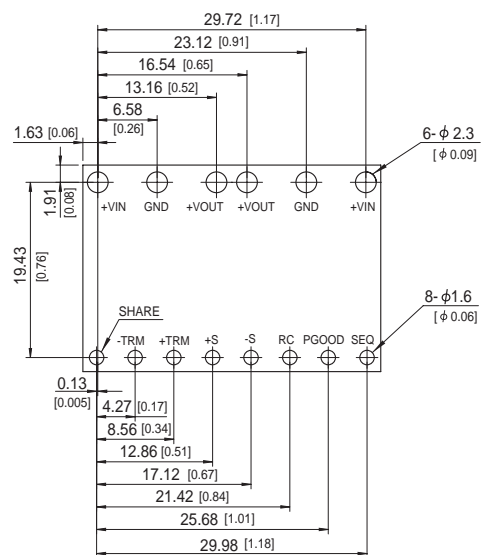 29.72 [1.17]
23.12 [0.91]
16.54 [0.65]
13.16 [0.52]
6.58
[0.26]
1.63 [0.06]
6- ϕ 2.3
[ ϕ 0.09]
1.91
[0.08]
+VIN GND +VOUT +VOUT GND +VIN
19.43
[0.76]
SHARE
8- ϕ1.6
[ ϕ 0.06]
-TRM +TRM +S -S RC PGOOD SEQ
0.13
[0.005]
4.27 [0.17]
8.56 [0.34]
12.86 [0.51]
17.12 [0.67]
21.42 [0.84]
25.68 [1.01]
29.98 [1.18]